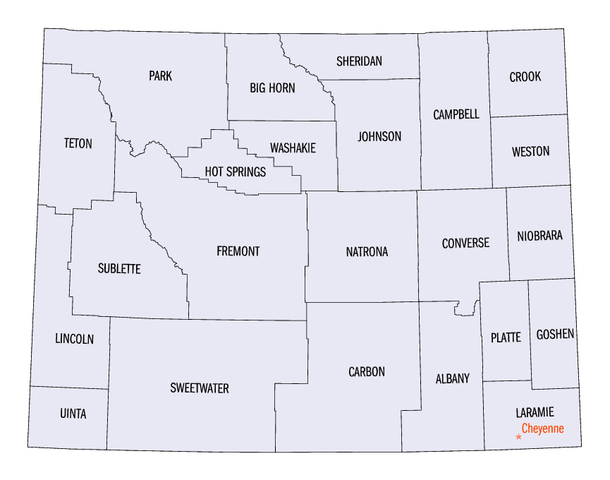 SHERIDAN
PARK
CROOK
BIG HORN
CAMPBELL
JOHNSON
TETON
WASHAKIE
WESTON
HOT SPRINGS
NIOBRARA
CONVERSE
FREMONT
NATRONA
SUBLETTE
GOSHEN
PLATTE
LINCOLN
CARBON
ALBANY
SWEETWATER
UINTA
LARAMIE
Cheyenne